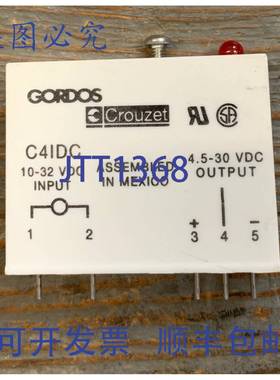 盗图必究
GORDOS
Crouzet
C4IDC
10-32 VDC
INPUT
ASSEMBLED
IN MEXICO
4.5-30 VDC
OUTPUT
JTT1368
1 2 + 3 4 - 5
可开发票 顺丰包邮